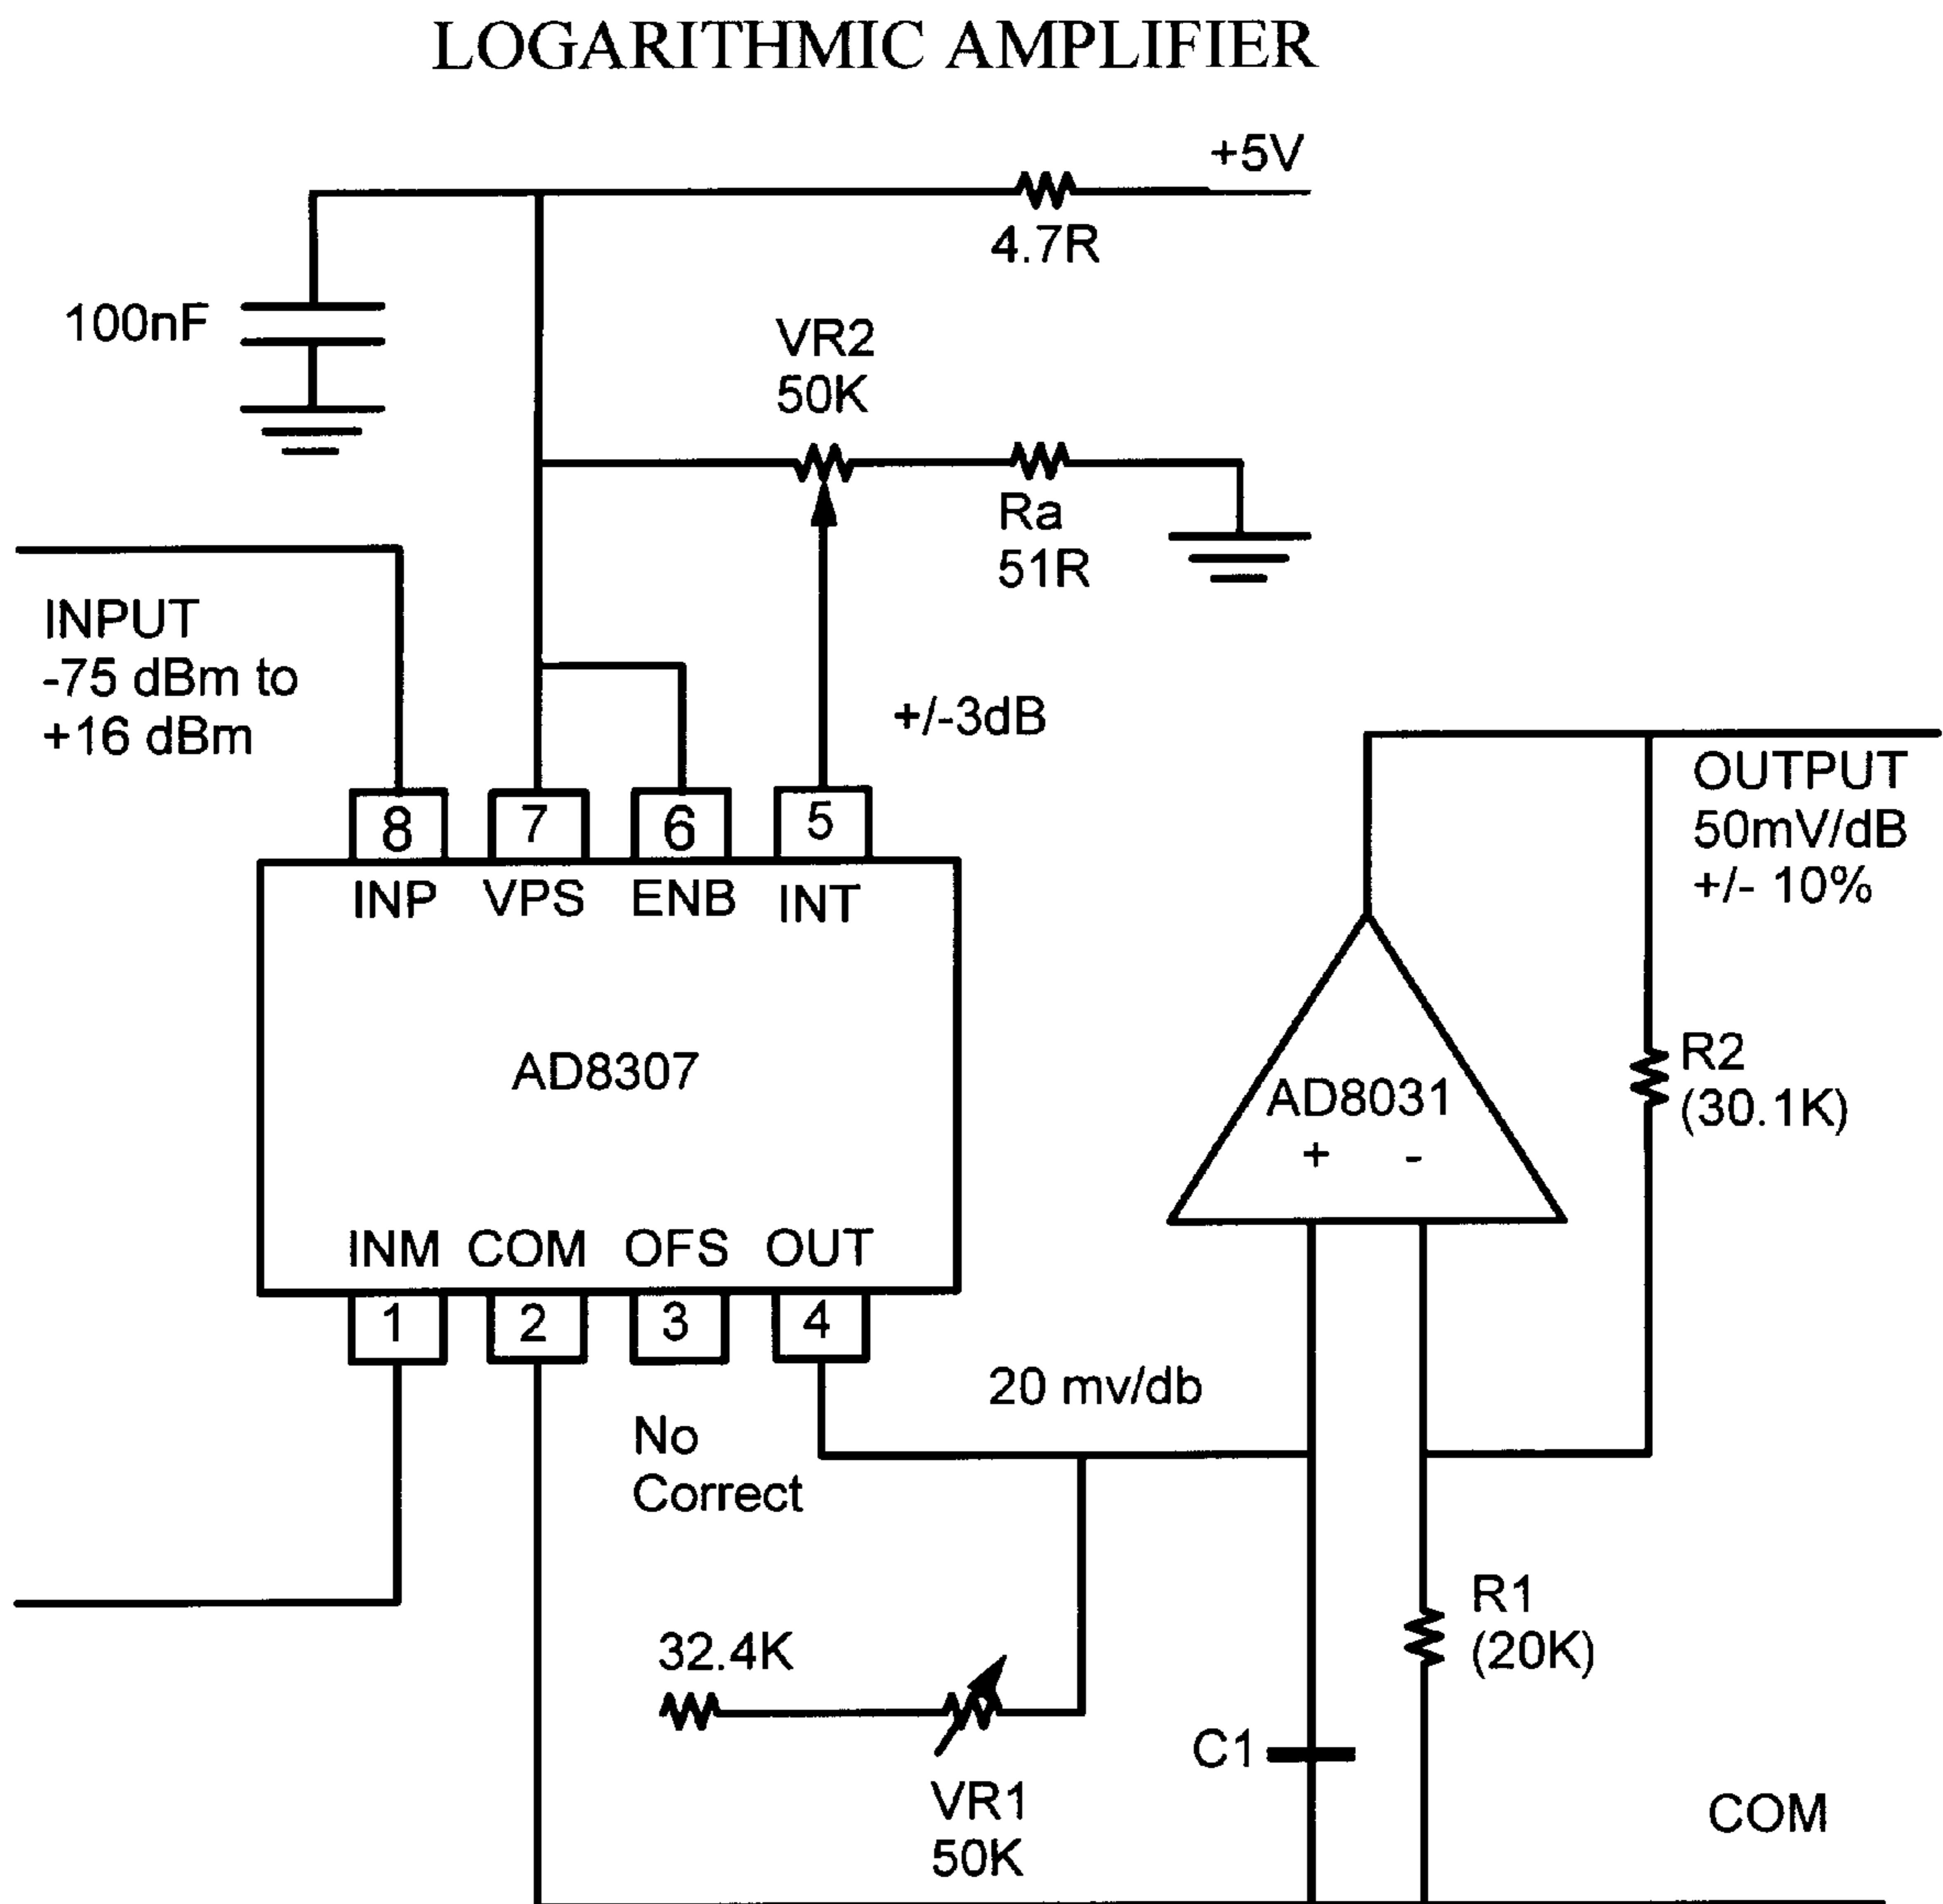 LOGARITHMIC AMPLIFIER
+5V
4.7R
100nF
VR2
50K
Ra
51R
INPUT
-75 dBm to
+16 dBm
+/-3dB
OUTPUT
50mV/dB
+/- 10%
8
7
6
5
INP
VPS
ENB
INT
AD8307
AD8031
+
-
R2
(30.1K)
INM
COM
OFS
OUT
1
2
3
4
20 mv/db
No
Correct
R1
(20K)
32.4K
C1
VR1
50K
COM